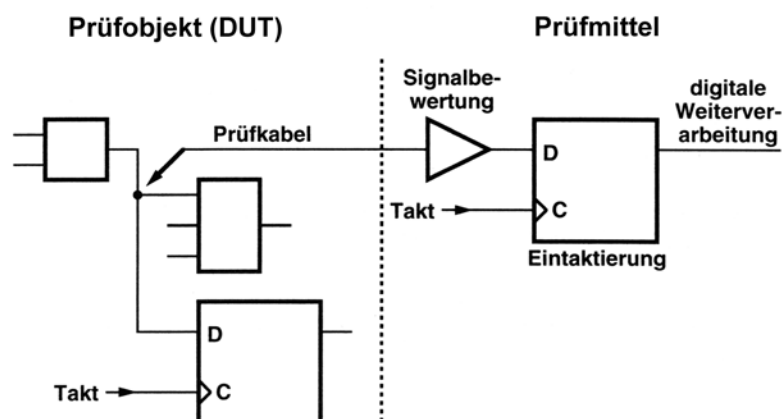 Prüfobjekt (DUT)
Prüfmittel
Signalbe-
wertung
digitale
Weiterver-
arbeitung
Prüfkabel
D
Takt
C
Eintaktierung
D
Takt
C